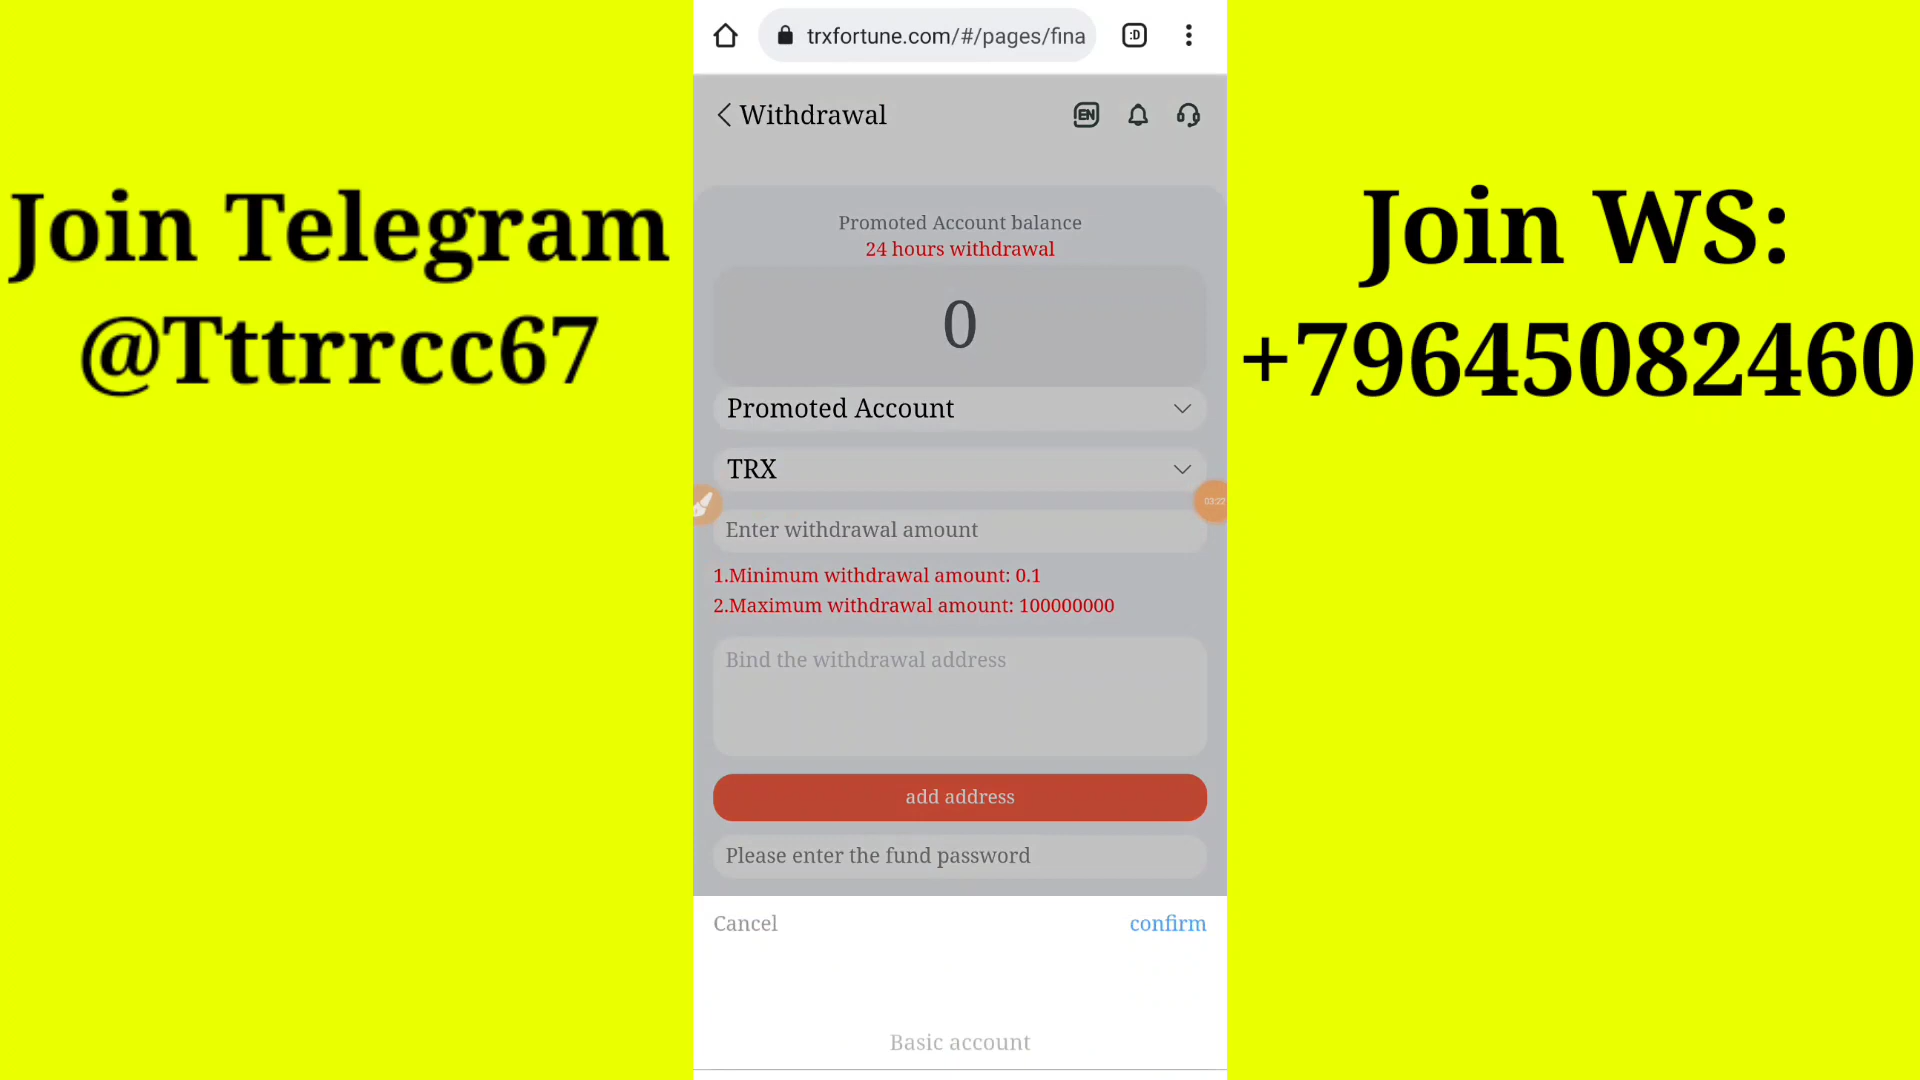 Join Telegram
@Tttrrcc67
trxfortune.com/#/pages/fina
:D
Withdrawal
EN
Promoted Account balance
24 hours withdrawal
0
Promoted Account
TRX
03:22
Enter withdrawal amount
1.Minimum withdrawal amount: 0.1
2.Maximum withdrawal amount: 100000000
Bind the withdrawal address
add address
Please enter the fund password
Cancel
confirm
Basic account
Join WS:
+79645082460